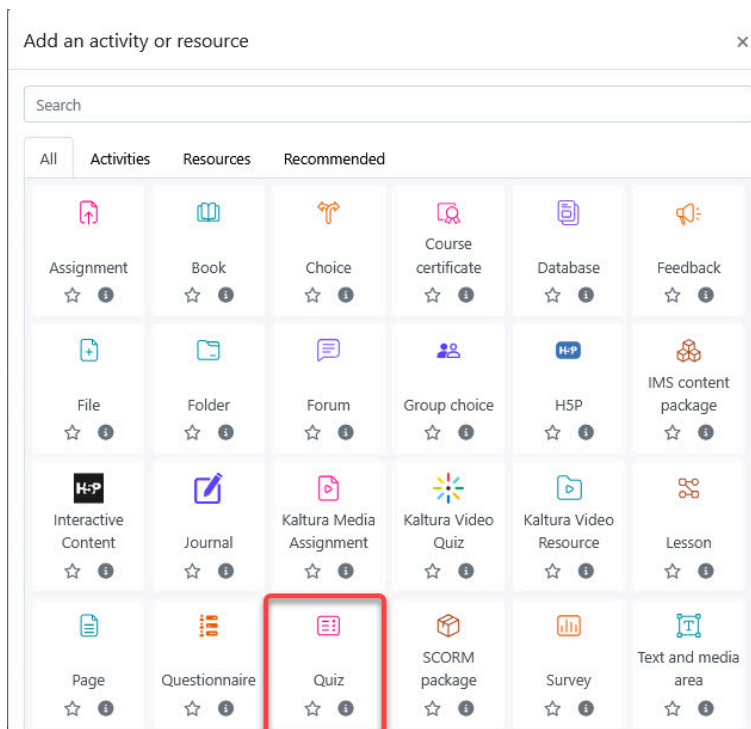 Add an activity or resource ×
Search
All Activities Resources Recommended
Assignment Book Choice Course certificate Database Feedback
File Folder Forum Group choice H5P IMS content package
H5P
Interactive Content Journal Kaltura Media Assignment Kaltura Video Quiz Kaltura Video Resource Lesson
Page Questionnaire Quiz SCORM package Survey Text and media area